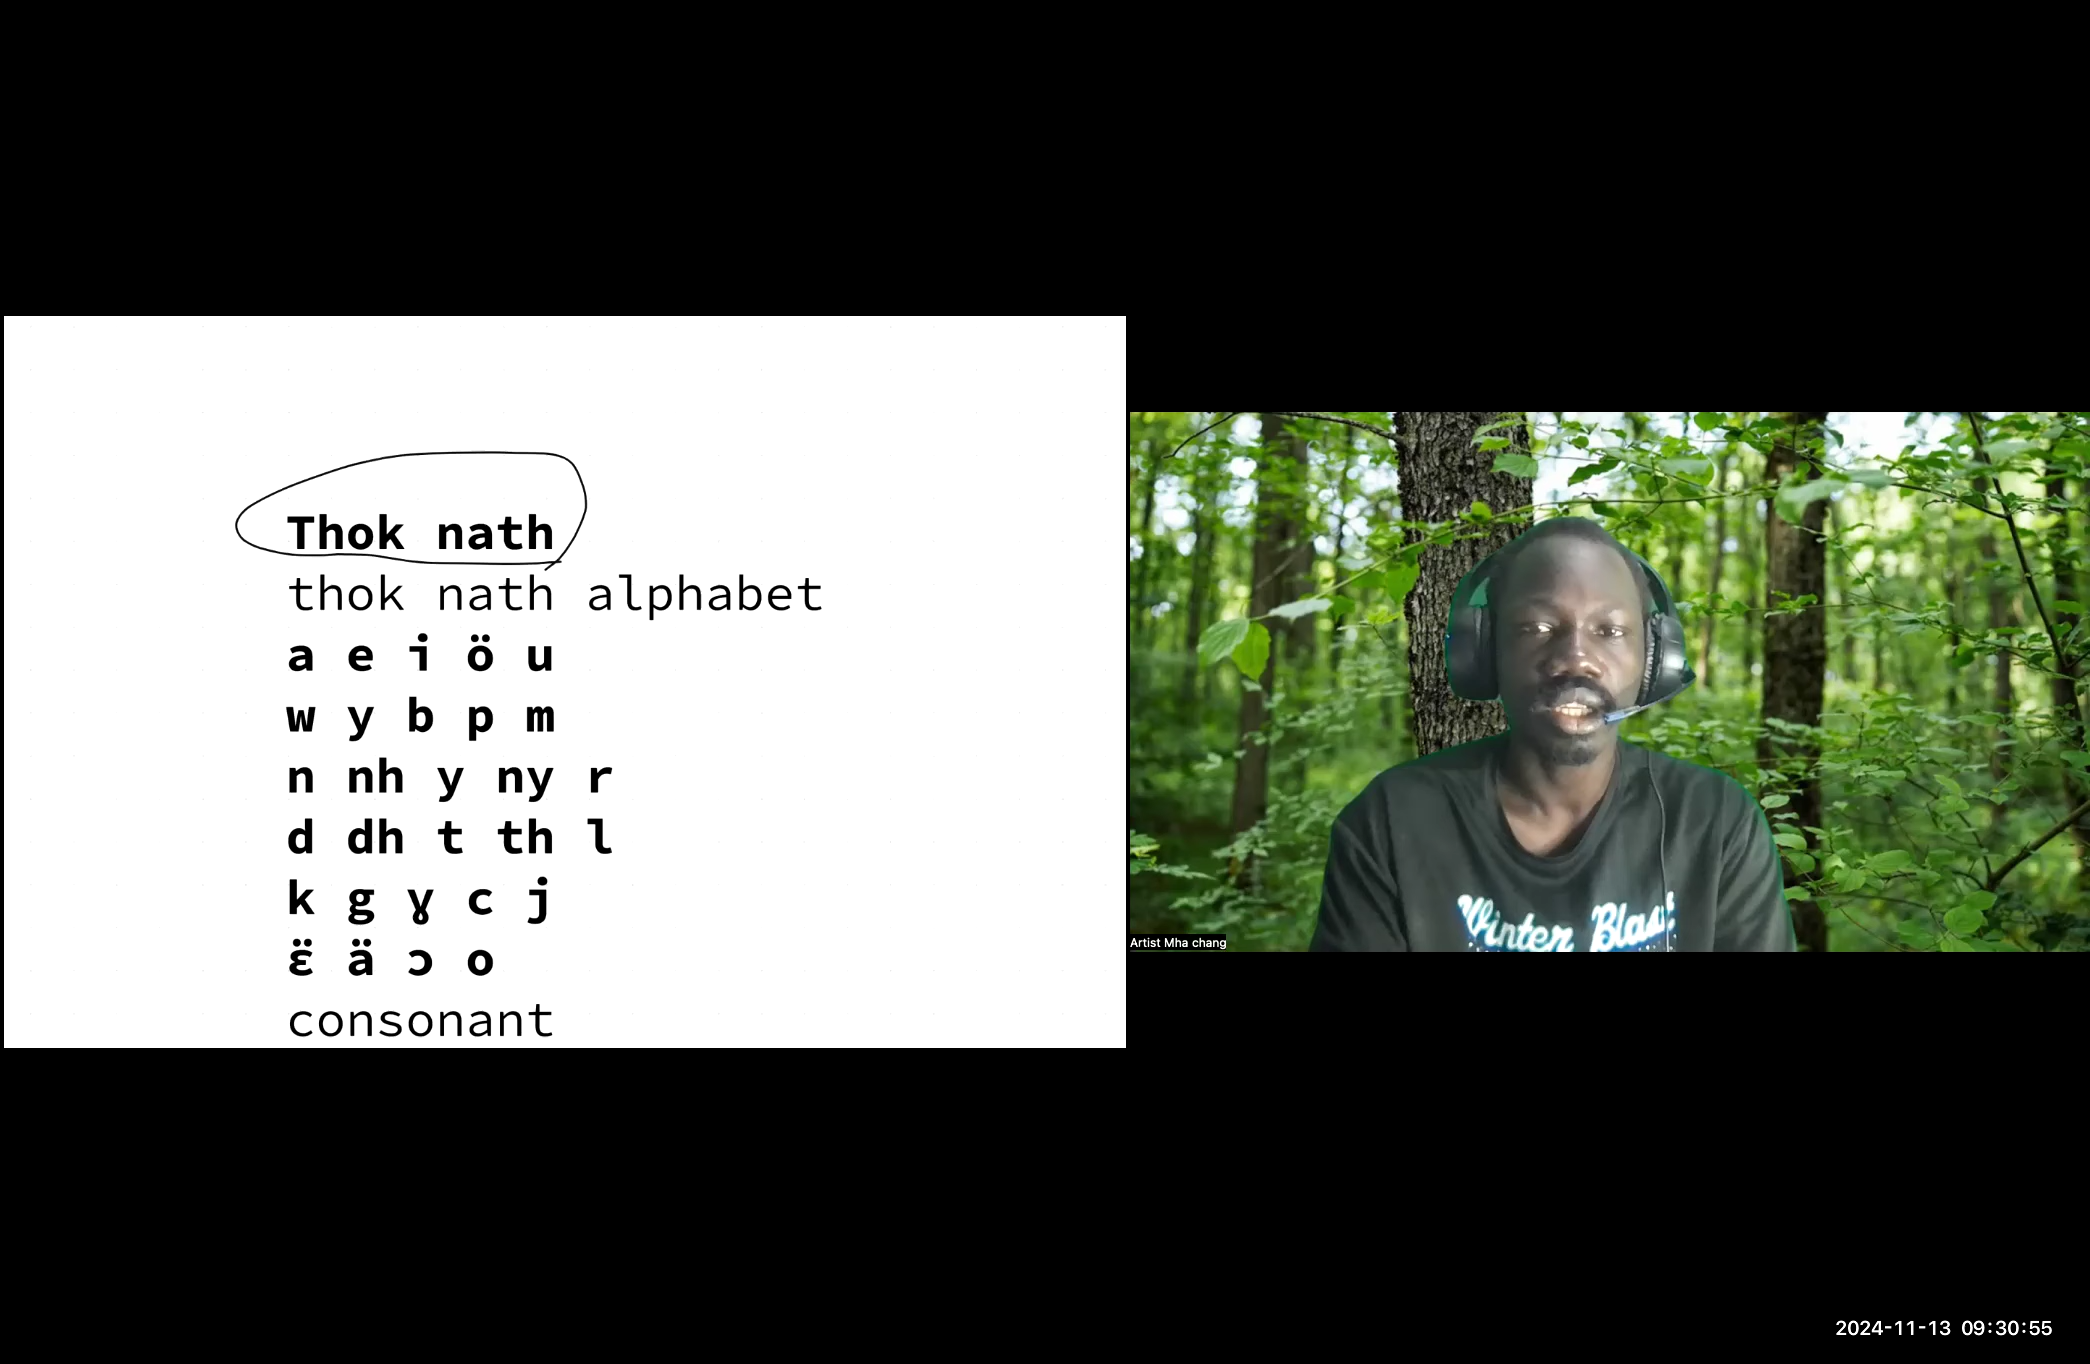 Thok nath
thok nath alphabet
a e i ö u
w y b p m
n nh y ny r
d dh t th l
k g ɣ c j
ɛ̈ ä ɔ o
consonant
Winter Blast
Artist Mha chang
2024-11-13 09:30:55